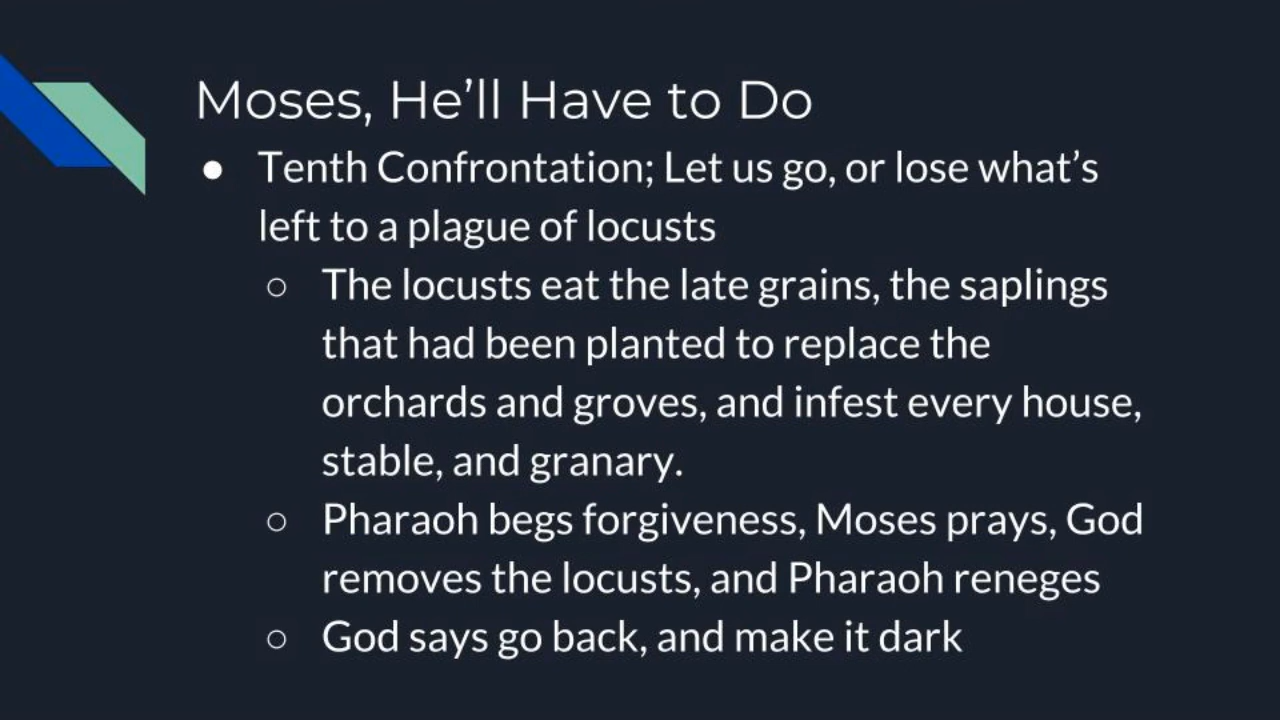 Moses, He’ll Have to Do
● Tenth Confrontation; Let us go, or lose what’s
left to a plague of locusts
○ The locusts eat the late grains, the saplings
that had been planted to replace the
orchards and groves, and infest every house,
stable, and granary.
○ Pharaoh begs forgiveness, Moses prays, God
removes the locusts, and Pharaoh reneges
○ God says go back, and make it dark